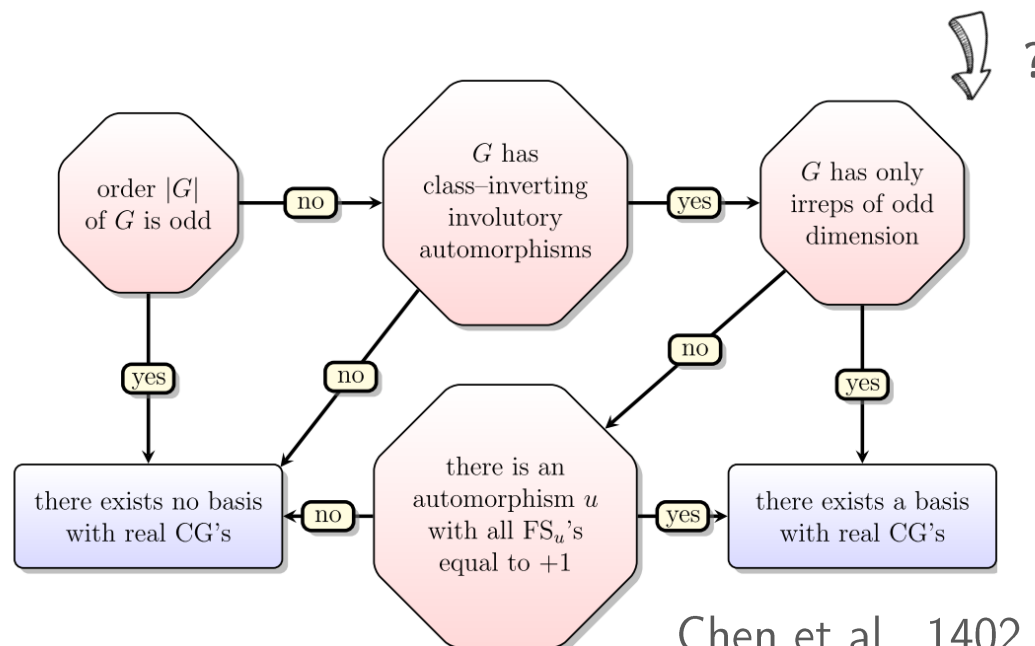 ?
order |G|
of G is odd
no
G has
class–inverting
involutory
automorphisms
yes
G has only
irreps of odd
dimension
yes
no
no
yes
there exists no basis
with real CG's
no
there is an
automorphism u
with all FSᵤ's
equal to +1
yes
there exists a basis
with real CG's
Chen et al., 1402